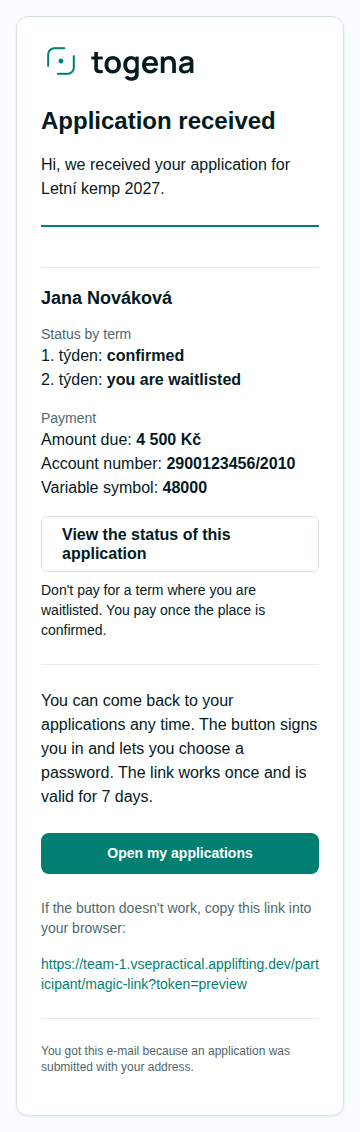 togena
Application received
Hi, we received your application for
Letní kemp 2027.
Jana Nováková
Status by term
1. týden: confirmed
2. týden: you are waitlisted
Payment
Amount due: 4 500 Kč
Account number: 2900123456/2010
Variable symbol: 48000
View the status of this
application
Don't pay for a term where you are
waitlisted. You pay once the place is
confirmed.
You can come back to your
applications any time. The button signs
you in and lets you choose a
password. The link works once and is
valid for 7 days.
Open my applications
If the button doesn't work, copy this link into
your browser:
https://team-1.vsepractical.applifting.dev/part
icipant/magic-link?token=preview
You got this e-mail because an application was
submitted with your address.